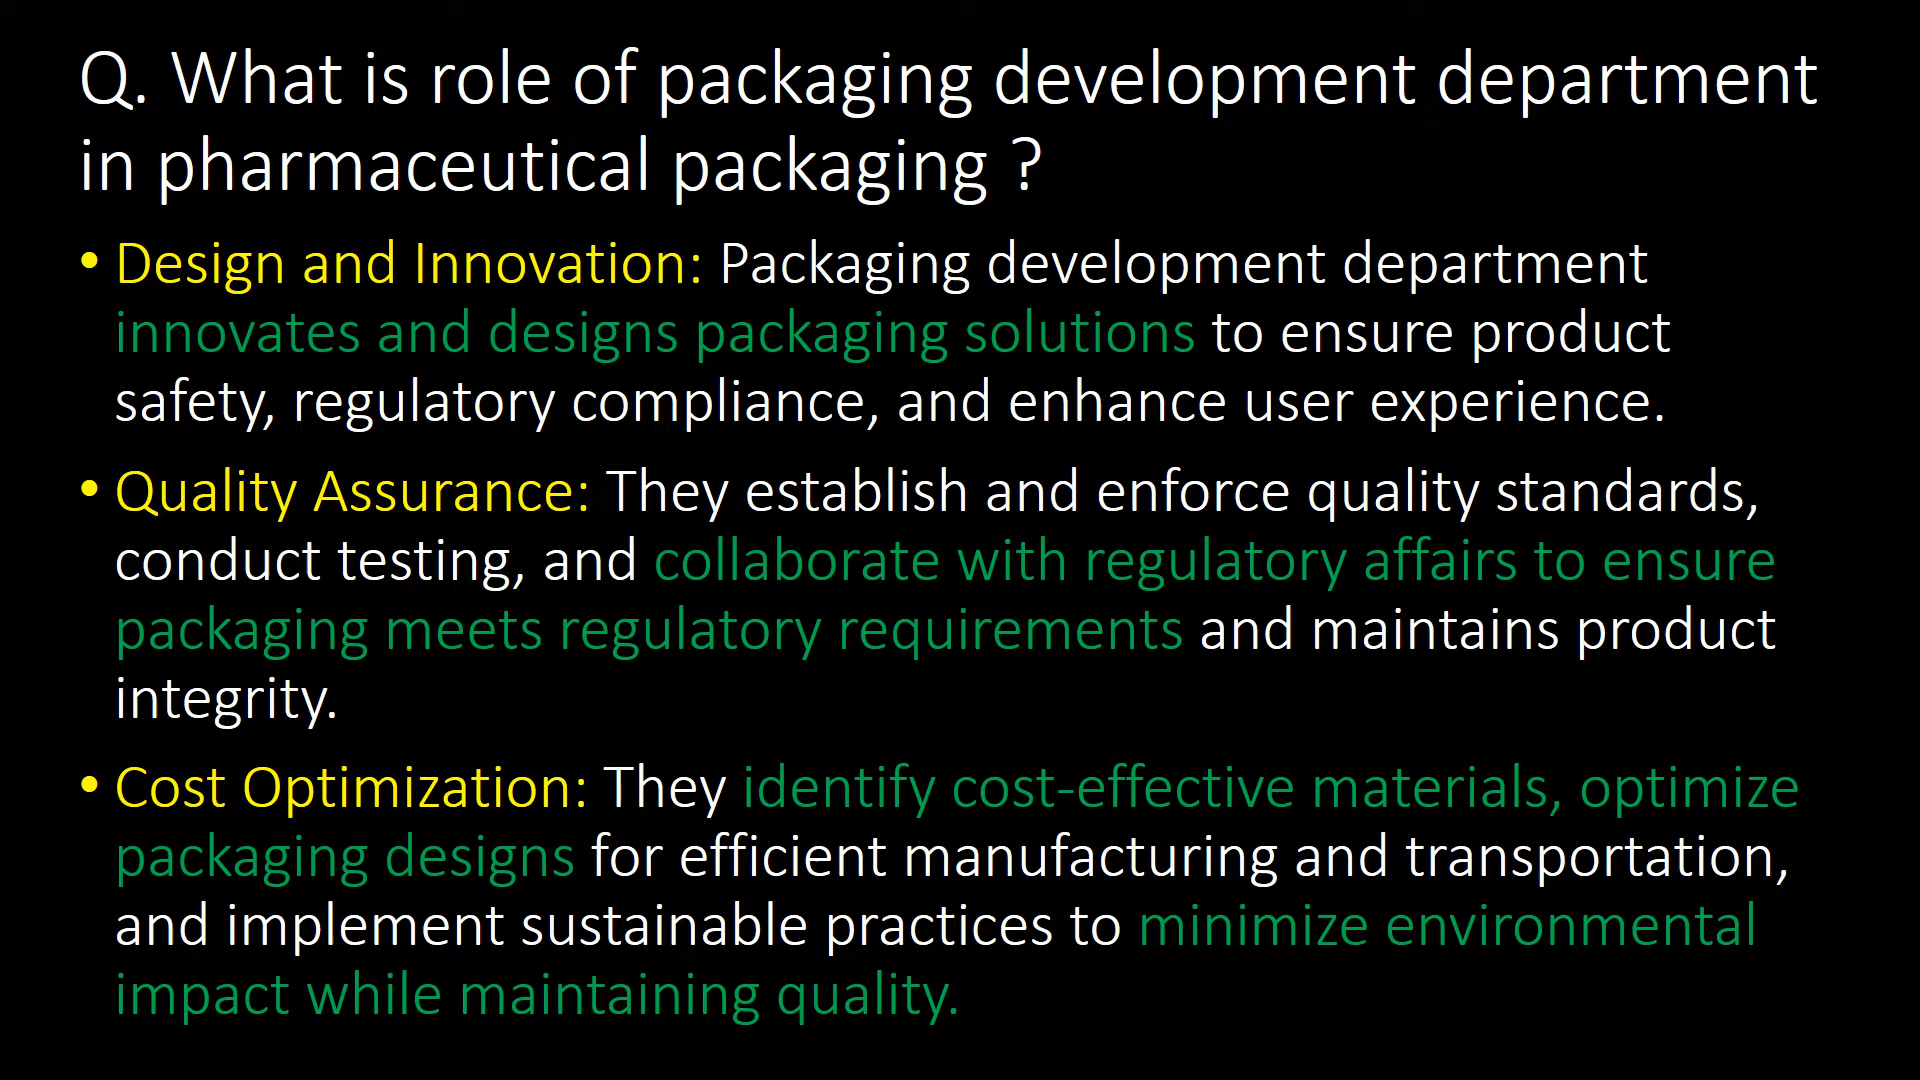 Q. What is role of packaging development department
in pharmaceutical packaging ?
• Design and Innovation: Packaging development department
innovates and designs packaging solutions to ensure product
safety, regulatory compliance, and enhance user experience.
• Quality Assurance: They establish and enforce quality standards,
conduct testing, and collaborate with regulatory affairs to ensure
packaging meets regulatory requirements and maintains product
integrity.
• Cost Optimization: They identify cost-effective materials, optimize
packaging designs for efficient manufacturing and transportation,
and implement sustainable practices to minimize environmental
impact while maintaining quality.